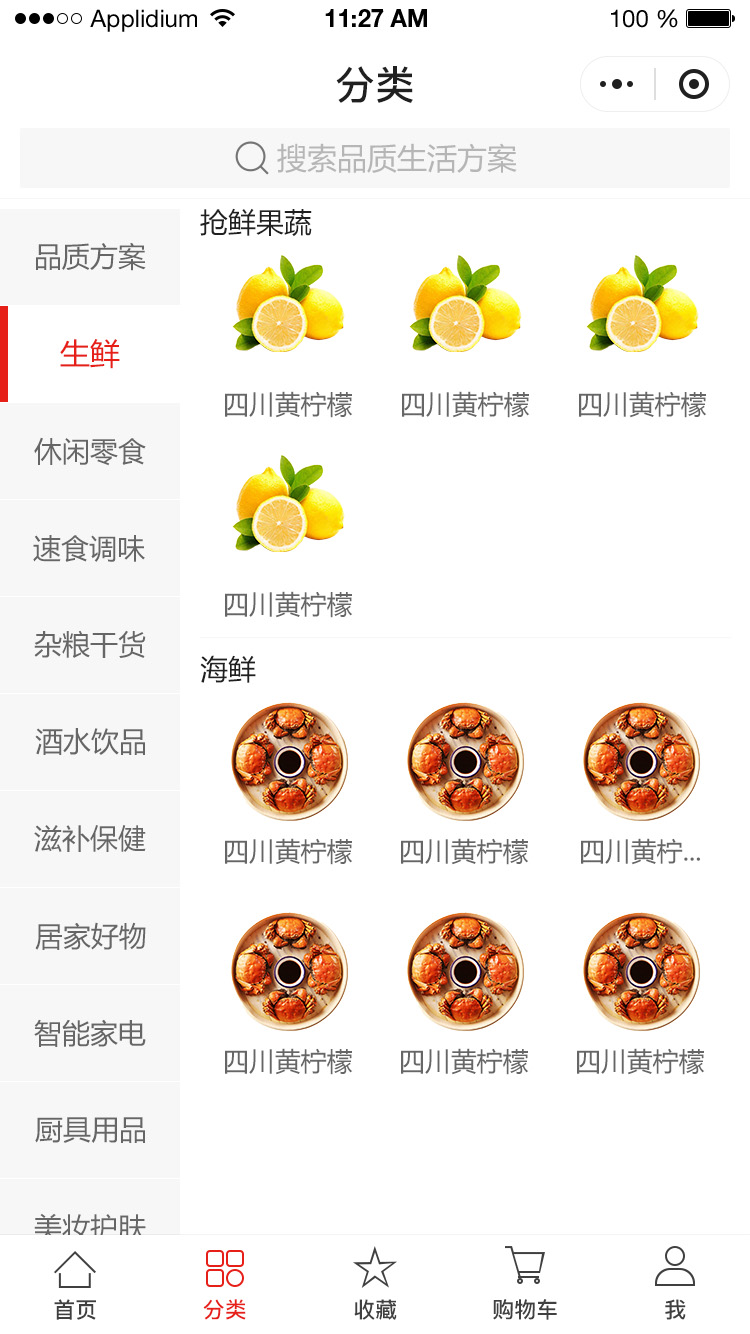 Applidium 11:27 AM 100 %
分类
搜索品质生活方案
品质方案
生鲜
休闲零食
速食调味
杂粮干货
酒水饮品
滋补保健
居家好物
智能家电
厨具用品
美妆护肤
抢鲜果蔬
四川黄柠檬 四川黄柠檬 四川黄柠檬
四川黄柠檬
海鲜
四川黄柠檬 四川黄柠檬 四川黄柠...
四川黄柠檬 四川黄柠檬 四川黄柠檬
首页 分类 收藏 购物车 我